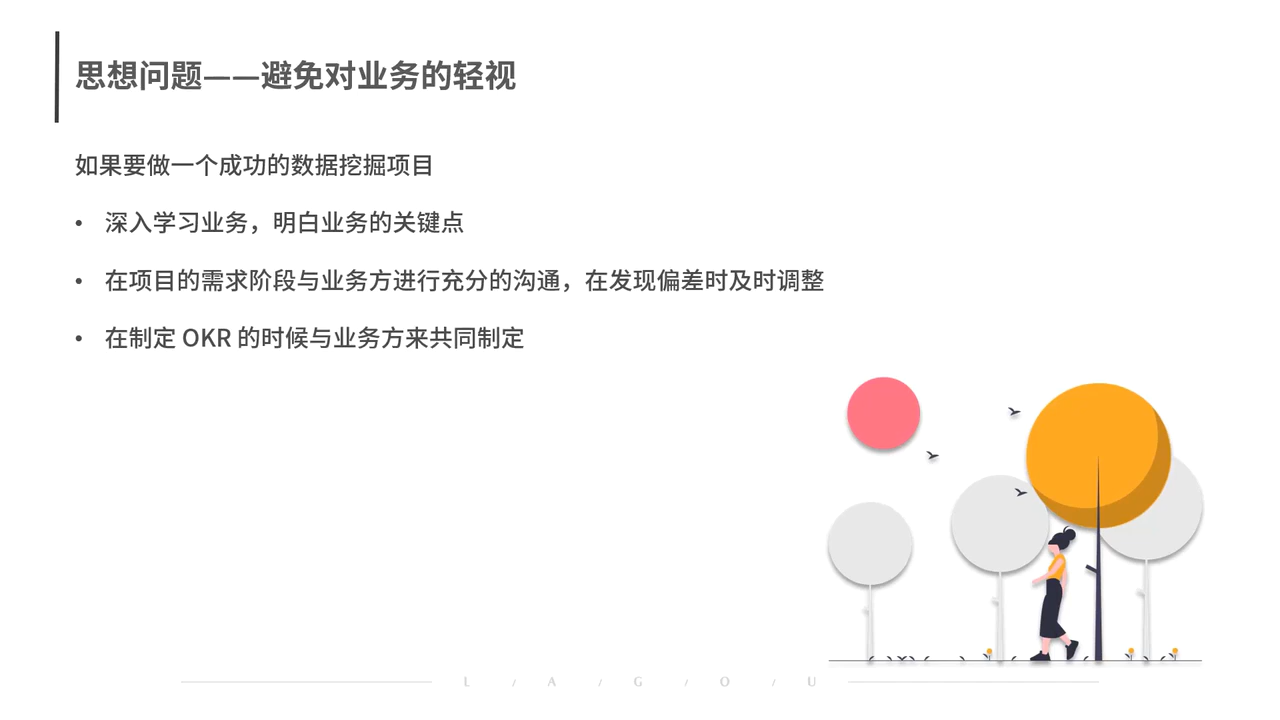 思想问题——避免对业务的轻视
如果要做一个成功的数据挖掘项目
• 深入学习业务，明白业务的关键点
• 在项目的需求阶段与业务方进行充分的沟通，在发现偏差时及时调整
• 在制定 OKR 的时候与业务方来共同制定
L / A / G / O / U